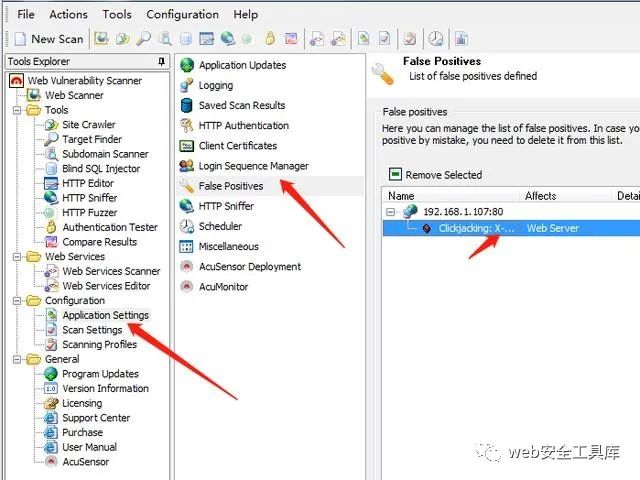 File Actions Tools Configuration Help
New Scan
Tools Explorer
Web Vulnerability Scanner
Web Scanner
Tools
Site Crawler
Target Finder
Subdomain Scanner
Blind SQL Injector
HTTP Editor
HTTP Sniffer
HTTP Fuzzer
Authentication Tester
Compare Results
Web Services
Web Services Scanner
Web Services Editor
Configuration
Application Settings
Scan Settings
Scanning Profiles
General
Program Updates
Version Information
Licensing
Support Center
Purchase
User Manual
AcuSensor
Application Updates
Logging
Saved Scan Results
HTTP Authentication
Client Certificates
Login Sequence Manager
False Positives
HTTP Sniffer
Scheduler
Miscellaneous
AcuSensor Deployment
AcuMonitor
False Positives
List of false positives defined
False positives
Here you can manage the list of false positives. In case yo
positive by mistake, you need to delete it from this list.
Remove Selected
Name Affects Detai
192.168.1.107:80
Clickjacking: X-... Web Server
web安全工具库